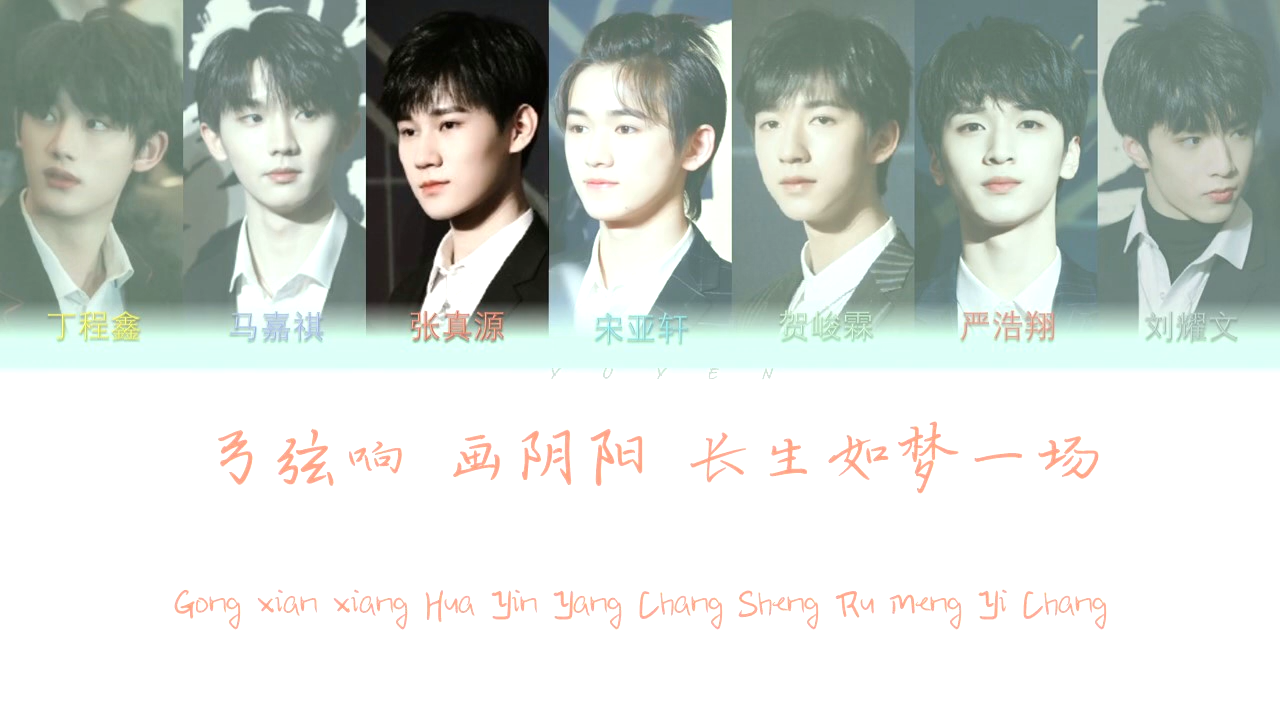 丁程鑫 马嘉祺 张真源 宋亚轩 贺峻霖 严浩翔 刘耀文
Y U Y E N
弓弦响 画阴阳 长生如梦一场
Gong xian xiang Hua Yin Yang Chang Sheng Ru Meng Yi Chang